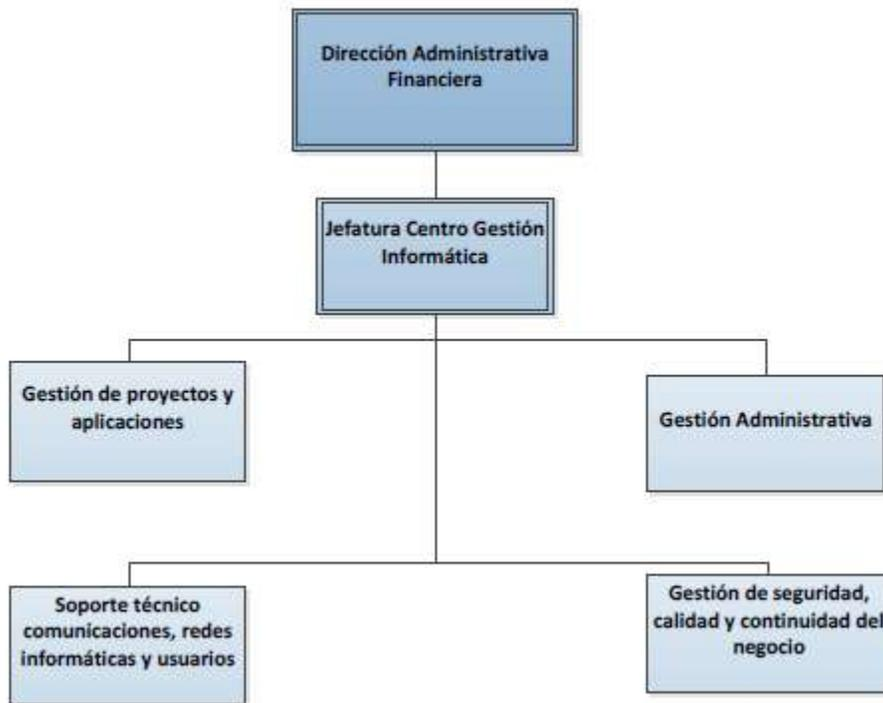 Dirección Administrativa
Financiera
Jefatura Centro Gestión
Informática
Gestión de proyectos y
aplicaciones
Gestión Administrativa
Soporte técnico
comunicaciones, redes
informáticas y usuarios
Gestión de seguridad,
calidad y continuidad del
negocio